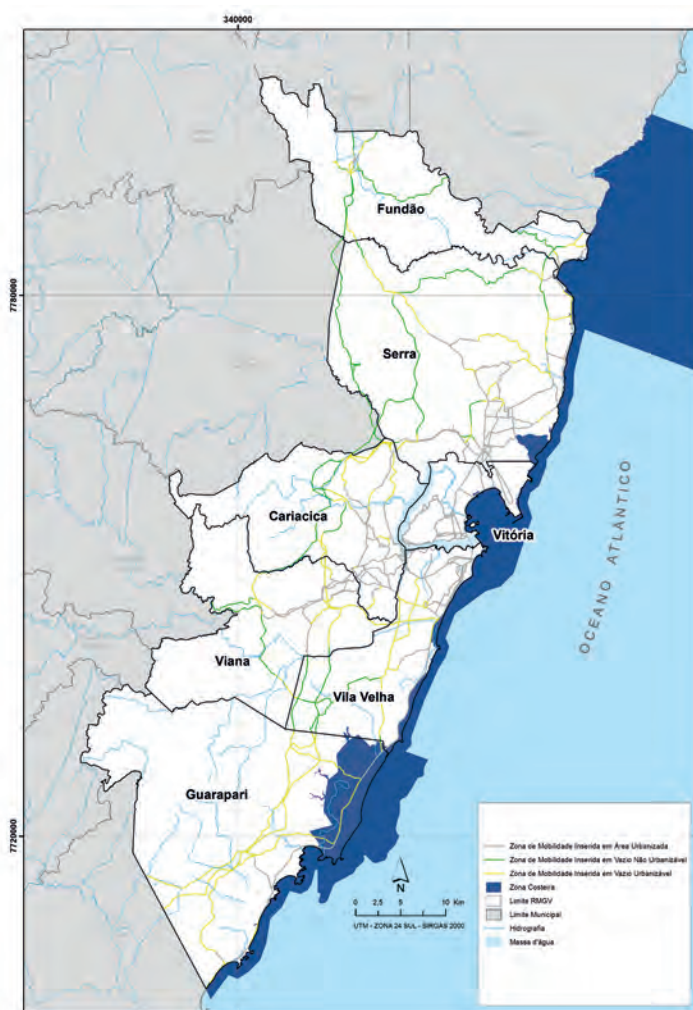 340000
Fundão
7780000
Serra
OCEANO ATLÂNTICO
Cariacica
Vitória
Viana
Vila Velha
Guarapari
7720000
N
0 2.5 5 10 Km
UTM - ZONA 24 SUL - SIRGAS 2000
Zona de Mobilidade Inserida em Área Urbanizada
Zona de Mobilidade Inserida em Vazio Não Urbanizável
Zona de Mobilidade Inserida em Vazio Urbanizável
Zona Costeira
Limite RMGV
Limite Municipal
Hidrografia
Massa d'água